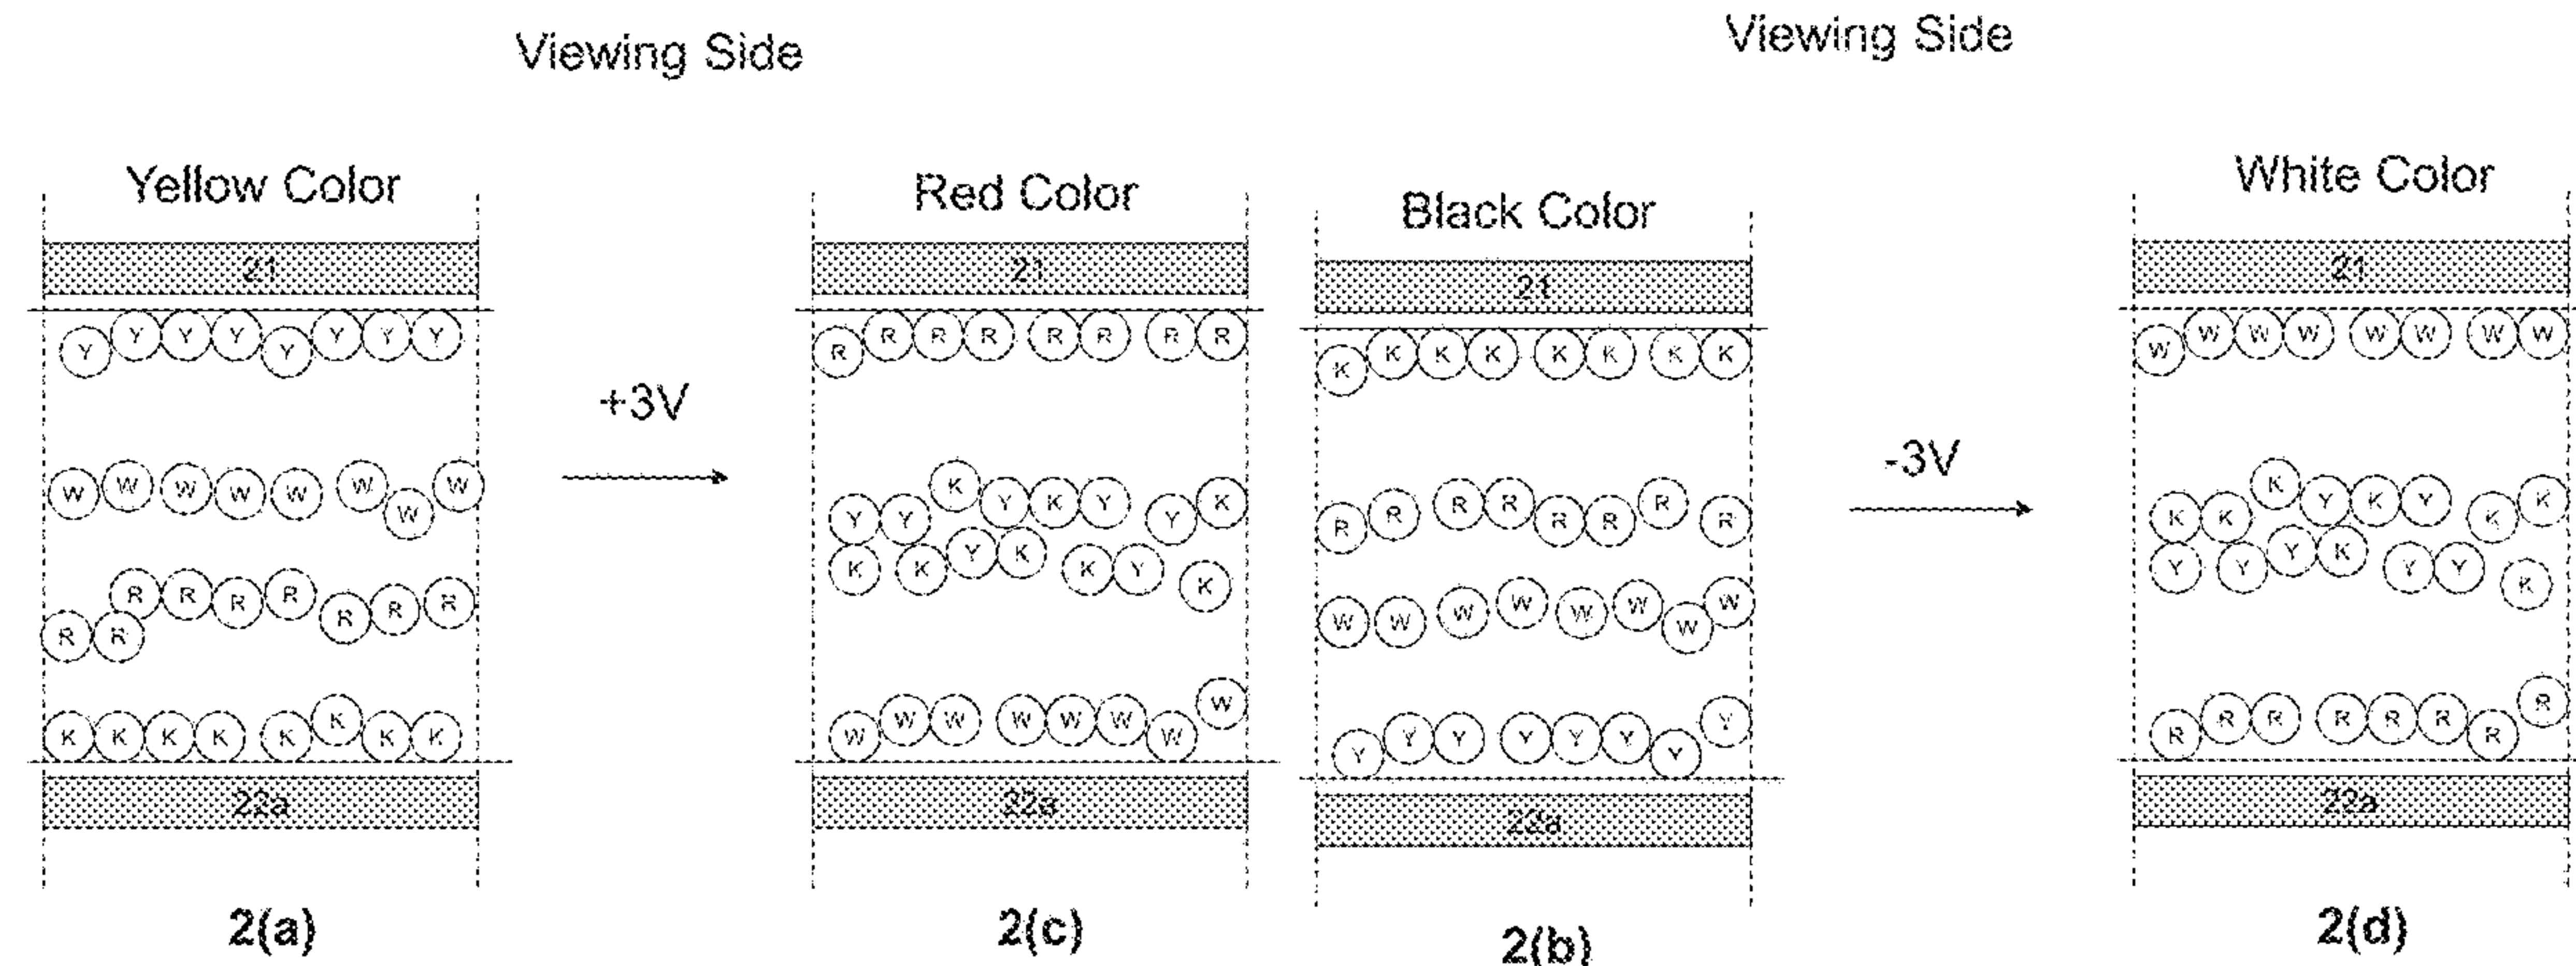 Viewing Side
Yellow Color
21
Y Y Y Y Y Y Y Y
W W W W W W W W
R R R R R R R R R
K K K K K K K K
22a
2(a)
+3V
Red Color
21
R R R R R R R R
Y Y K Y K Y Y K
K K Y K K Y K
W W W W W W W W
22a
2(c)
Viewing Side
Black Color
21
K K K K K K K K
R R R R R R R R
W W W W W W W W
Y Y Y Y Y Y Y Y
22a
2(b)
-3V
White Color
21
W W W W W W W W
K K K Y K Y K K
Y Y Y K Y Y K
R R R R R R R R
22a
2(d)